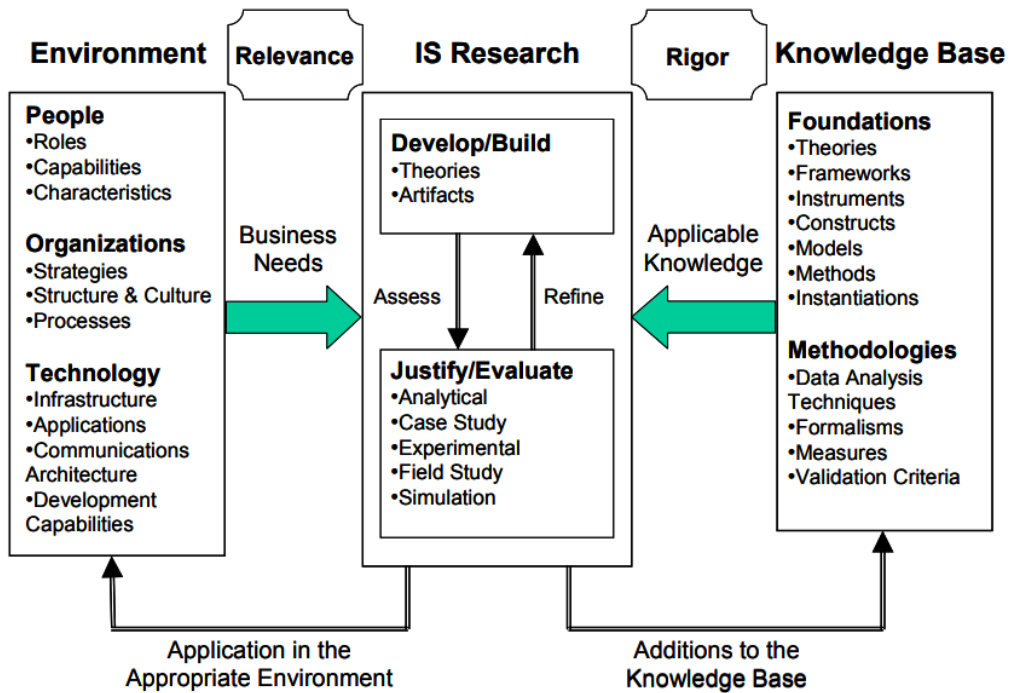 Environment
Relevance
IS Research
Rigor
Knowledge Base
People
•Roles
•Capabilities
•Characteristics
Organizations
•Strategies
•Structure & Culture
•Processes
Technology
•Infrastructure
•Applications
•Communications
Architecture
•Development
Capabilities
Business
Needs
Develop/Build
•Theories
•Artifacts
Assess
Refine
Justify/Evaluate
•Analytical
•Case Study
•Experimental
•Field Study
•Simulation
Applicable
Knowledge
Foundations
•Theories
•Frameworks
•Instruments
•Constructs
•Models
•Methods
•Instantiations
Methodologies
•Data Analysis
Techniques
•Formalisms
•Measures
•Validation Criteria
Application in the
Appropriate Environment
Additions to the
Knowledge Base